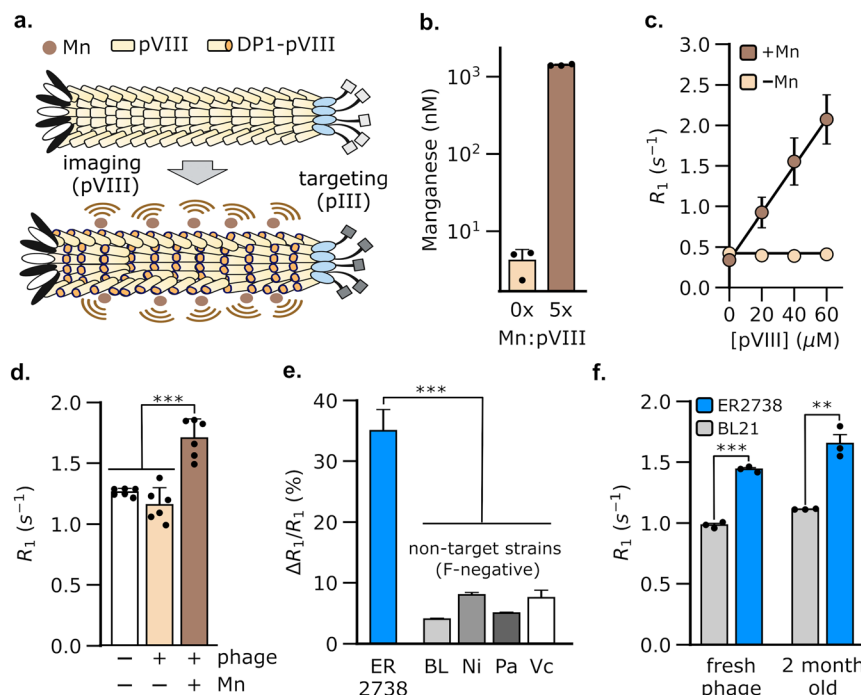 a.
Mn pVIII DP1-pVIII
imaging
(pVIII)
targeting
(pIII)
b.
Manganese (nM)
10³
10²
10¹
0x 5x
Mn:pVIII
c.
+Mn
−Mn
R₁ (s⁻¹)
3.0
2.5
2.0
1.5
1.0
0.5
0.0
0 20 40 60
[pVIII] (μM)
d.
***
R₁ (s⁻¹)
2.0
1.5
1.0
0.5
0.0
− + + phage
− − + Mn
e.
***
ΔR₁/R₁ (%)
40
30
20
10
0
non-target strains
(F-negative)
ER
2738
BL Ni Pa Vc
f.
ER2738
BL21
**
***
R₁ (s⁻¹)
2.0
1.5
1.0
0.5
0.0
fresh
phage
2 month
old